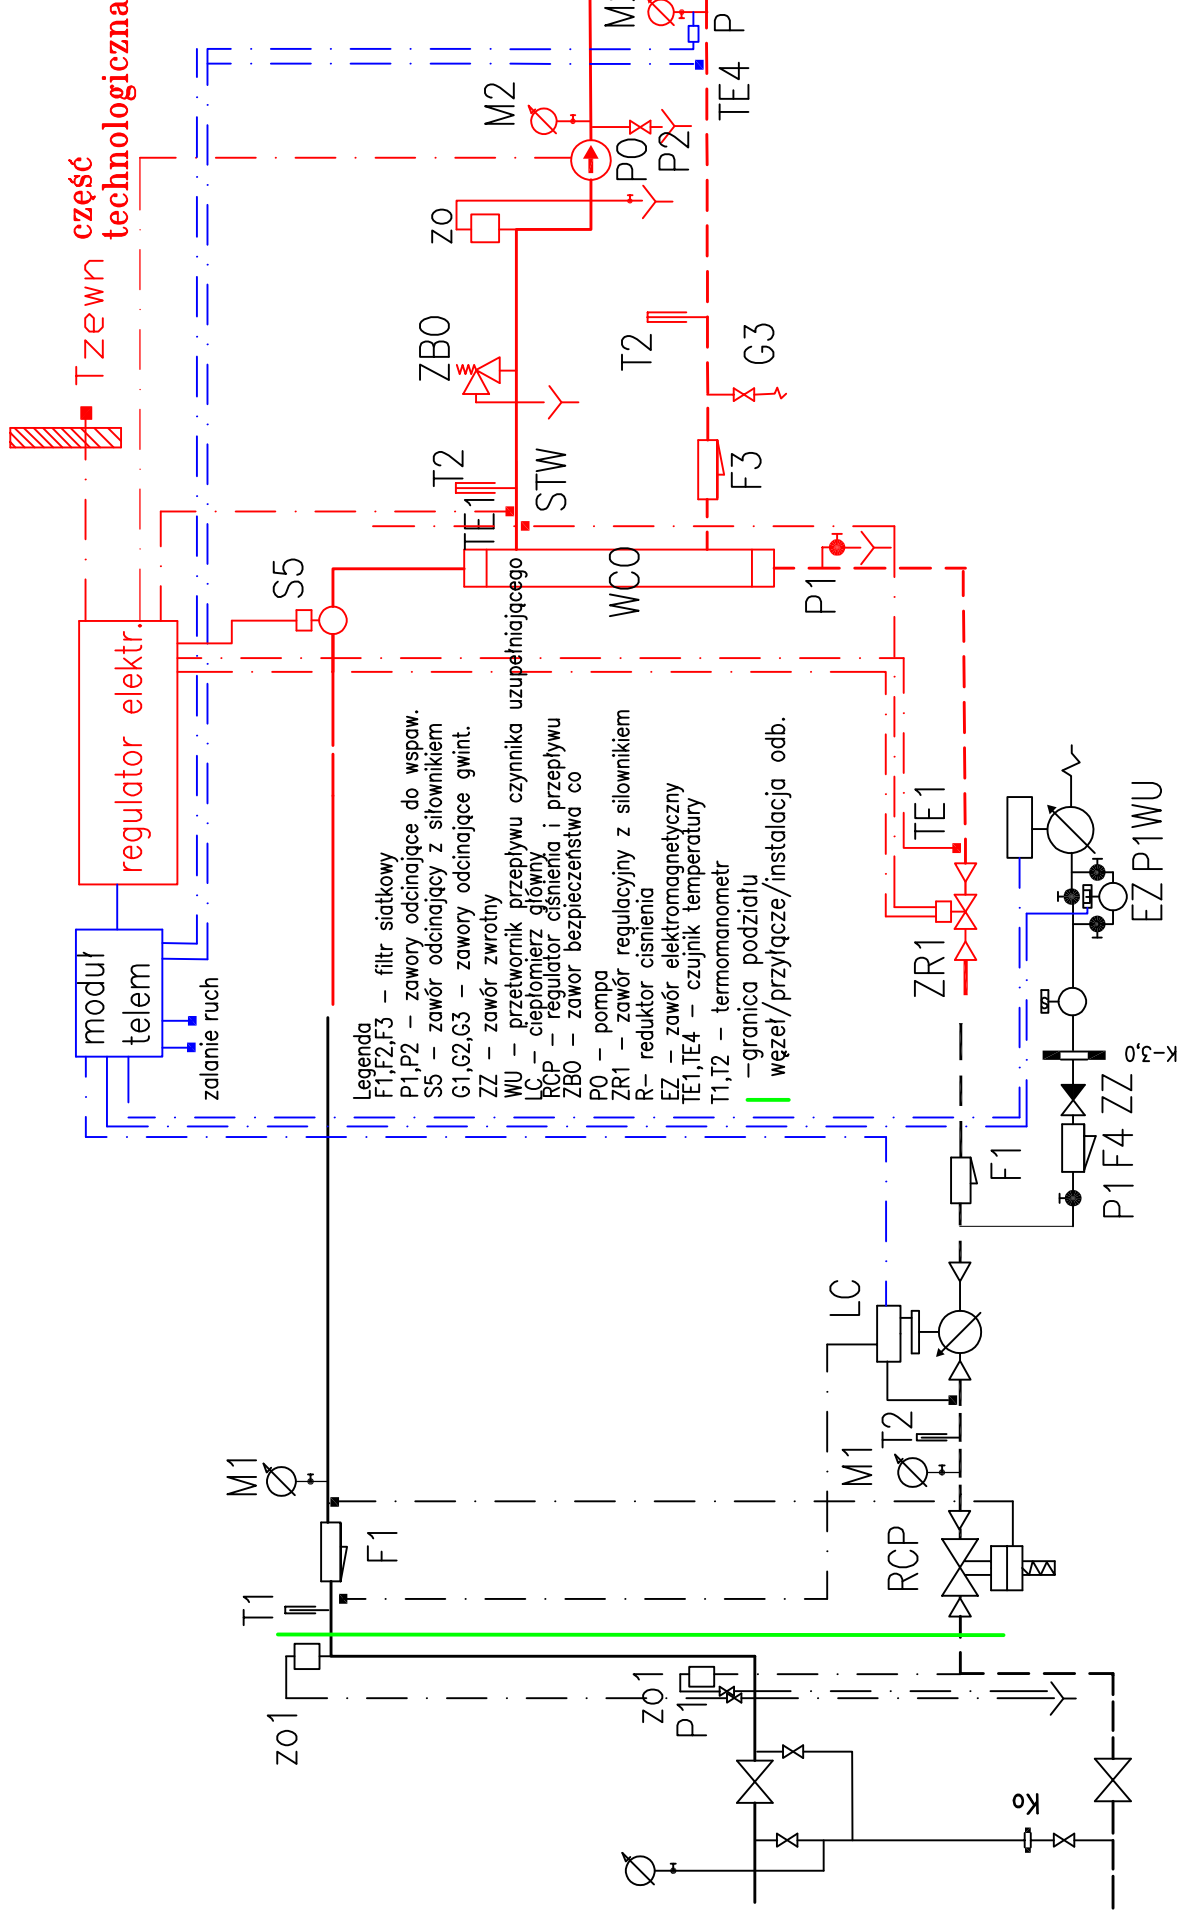 część
technologiczna
Tzewn
regulator elektr.
moduł
telem
zalanie ruch
S5
M2
zo
ZBO
T2
TE1
STW
WCO
PO
P2
P
TE4
T2
G3
F3
P1
Legenda
F1,F2,F3 – filtr siatkowy
P1,P2 – zawory odcinające do wspaw.
S5 – zawór odcinający z siłownikiem
G1,G2,G3 – zawory odcinające gwint.
ZZ – zawór zwrotny
WU – przetwornik przepływu czynnika uzupełniającego
LC – ciepłomierz główny
RCP – regulator ciśnienia i przepływu
ZBO – zawor bezpieczeństwa co
PO – pompa
ZR1 – zawór regulacyjny z silownikiem
R– reduktor cisnienia
EZ – zawór elektromagnetyczny
TE1,TE4 – czujnik temperatury
T1,T2 – termomanometr
–granica podziału
węzeł/przyłącze/instalacja odb.
TE1
ZR1
EZ P1WU
K-3,0
P1F4 ZZ
F1
LC
T2
M1
RCP
M1
F1
T1
zo1
zo1
P1
Ko